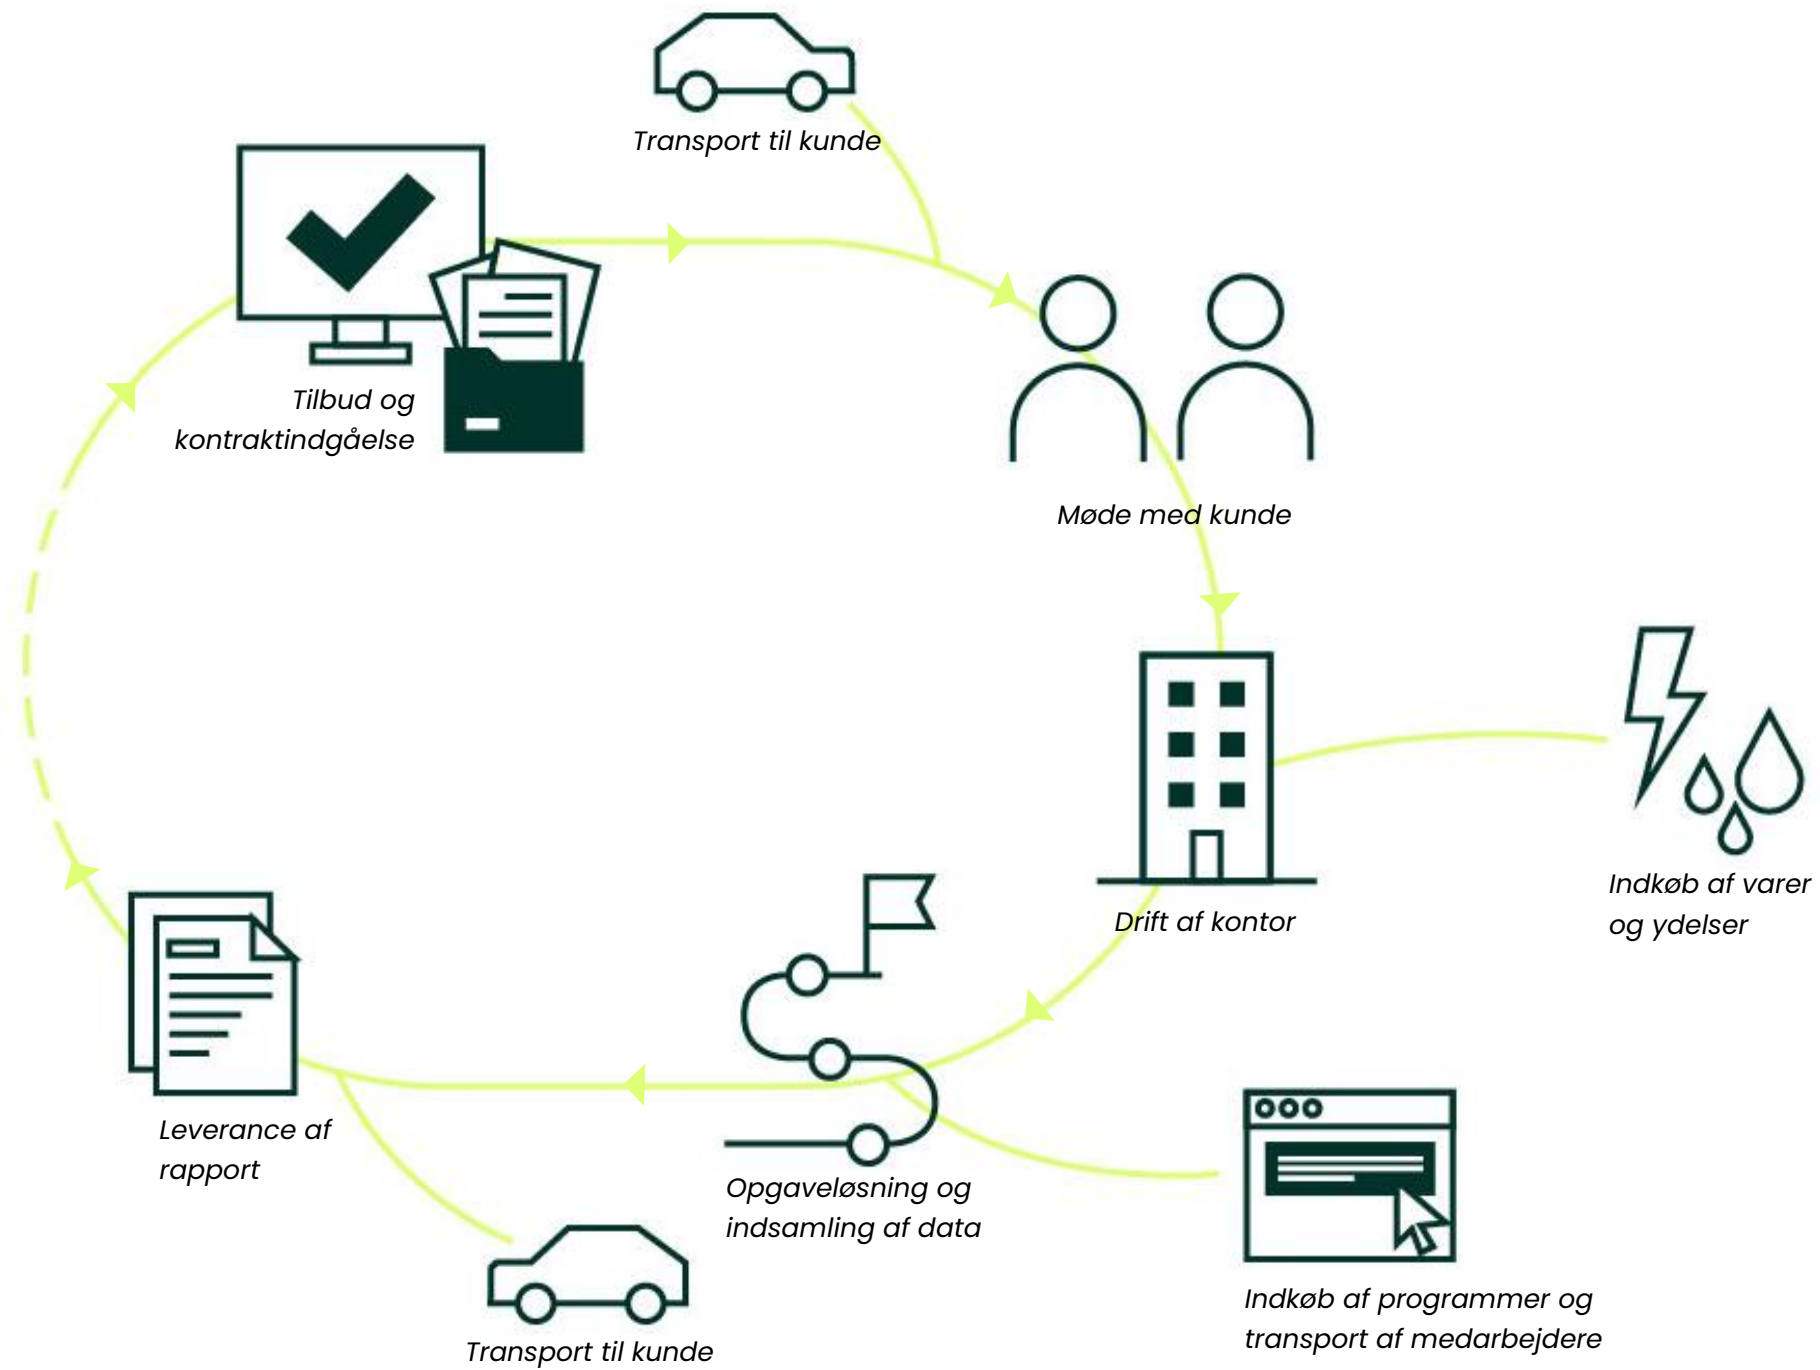 Transport til kunde
Tilbud og
kontraktindgåelse
Møde med kunde
Indkøb af varer
og ydelser
Drift af kontor
Leverance af
rapport
Opgaveløsning og
indsamling af data
Indkøb af programmer og
transport af medarbejdere
Transport til kunde